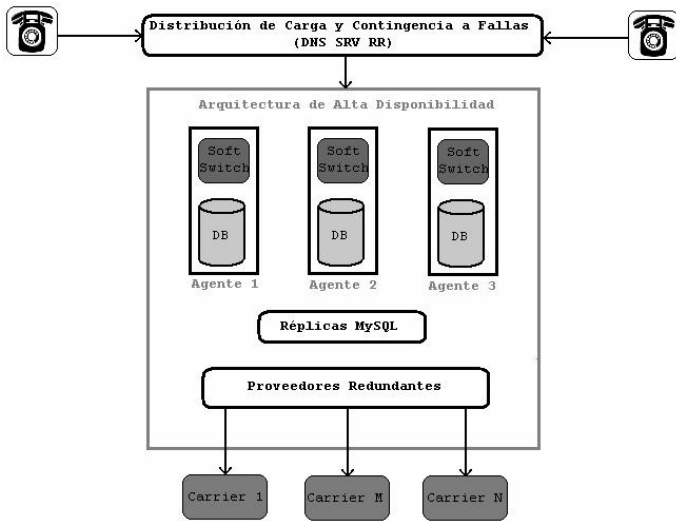 Distribución de Carga y Contingencia a Fallas
(DNS SRV RR)
Arquitectura de Alta Disponibilidad
Soft
Switch
Soft
Switch
Soft
Switch
DB
DB
DB
Agente 1
Agente 2
Agente 3
Réplicas MySQL
Proveedores Redundantes
Carrier 1
Carrier M
Carrier N